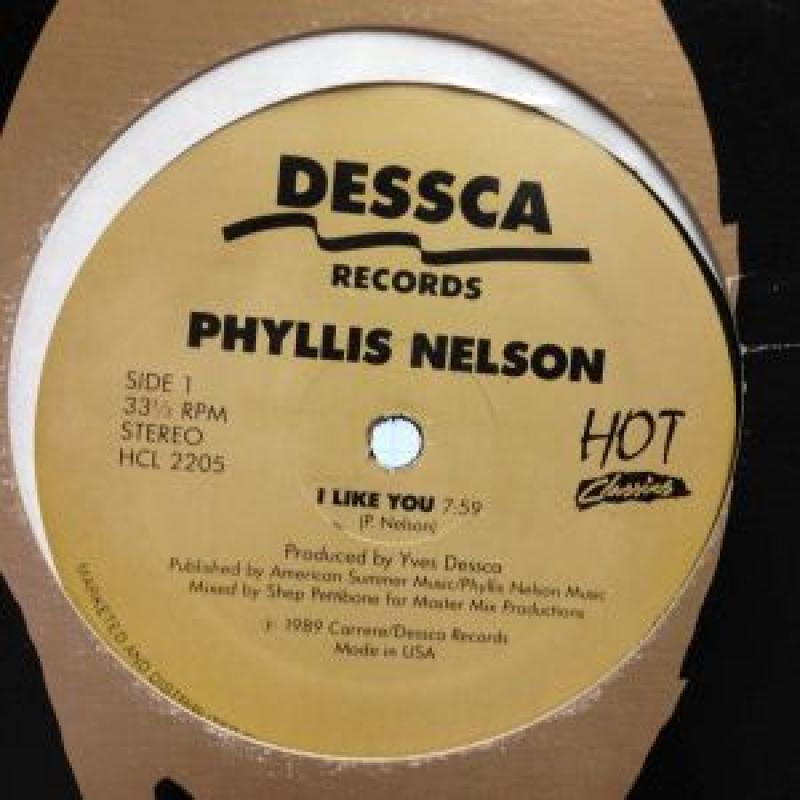 DESSCA
RECORDS
PHYLLIS NELSON
SIDE 1
33⅓ RPM
STEREO
HCL 2205
HOT
Classics
I LIKE YOU 7:59
(P. Nelson)
Produced by Yves Dessca
Published by American Summer Music/Phyllis Nelson Music
Mixed by Shep Pettibone for Master Mix Productions
℗ 1989 Carrere/Dessca Records
Made in USA
MARKETED AND